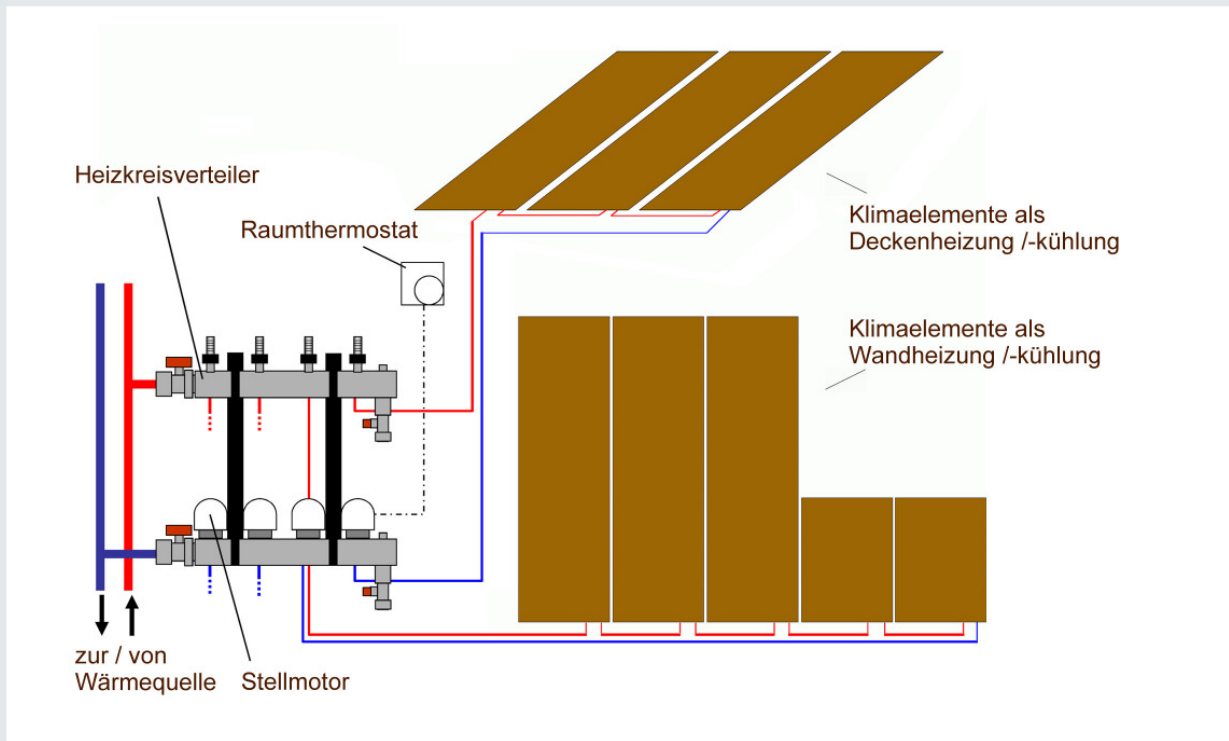 Heizkreisverteiler
Raumthermostat
Klimaelemente als
Deckenheizung /-kühlung
Klimaelemente als
Wandheizung /-kühlung
zur / von
Wärmequelle
Stellmotor